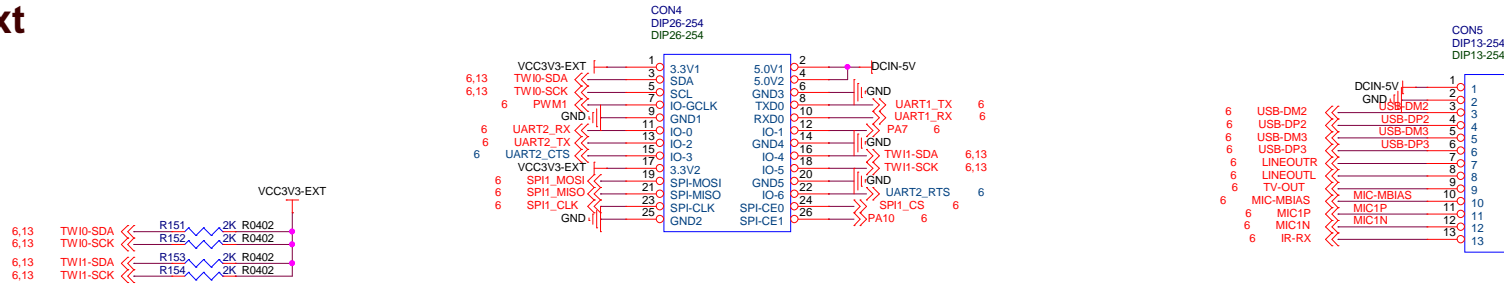 xt
CON4
DIP26-254
DIP26-254
VCC3V3-EXT 1 3.3V1 5.0V1 2 DCIN-5V
6,13 TWI0-SDA 3 SDA 5.0V2 4
6,13 TWI0-SCK 5 SCL GND3 6 GND
6 PWM1 7 IO-GCLK TXD0 8 UART1_TX 6
GND 9 GND1 RXD0 10 UART1_RX 6
6 UART2_RX 11 IO-0 IO-1 12 PA7 6
6 UART2_TX 13 IO-2 GND4 14 GND
6 UART2_CTS 15 IO-3 IO-4 16 TWI1-SDA 6,13
VCC3V3-EXT 17 3.3V2 IO-5 18 TWI1-SCK 6,13
6 SPI1_MOSI 19 SPI-MOSI GND5 20 GND
6 SPI1_MISO 21 SPI-MISO IO-6 22 UART2_RTS 6
6 SPI1_CLK 23 SPI-CLK SPI-CE0 24 SPI1_CS 6
GND 25 GND2 SPI-CE1 26 PA10 6
CON5
DIP13-254
DIP13-254
DCIN-5V 1 1
GND 2 2
6 USB-DM2 USB-DM2 3 3
6 USB-DP2 USB-DP2 4 4
6 USB-DM3 USB-DM3 5 5
6 USB-DP3 USB-DP3 6 6
6 LINEOUTR 7 7
6 LINEOUTL 8 8
6 TV-OUT 9 9
6 MIC-MBIAS MIC-MBIAS 10 10
6 MIC1P MIC1P 11 11
6 MIC1N MIC1N 12 12
6 IR-RX 13 13
VCC3V3-EXT
6,13 TWI0-SDA R151 2K R0402
6,13 TWI0-SCK R152 2K R0402
6,13 TWI1-SDA R153 2K R0402
6,13 TWI1-SCK R154 2K R0402